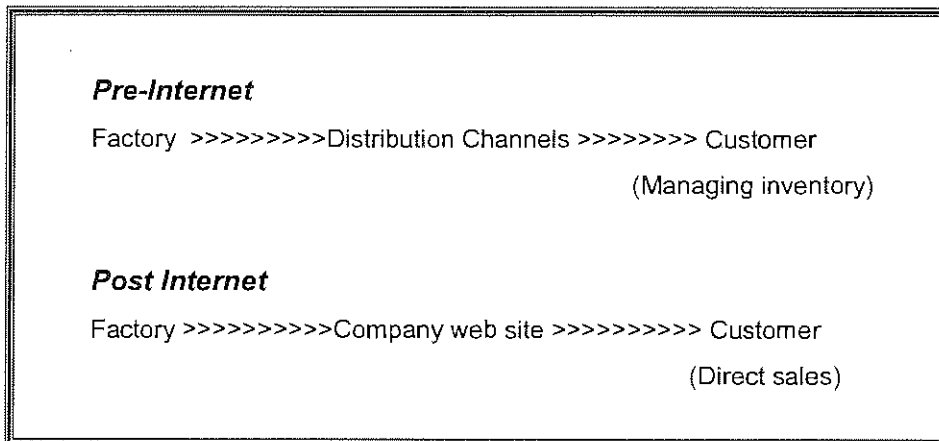 Pre-Internet
Factory >>>>>>>>>Distribution Channels >>>>>>>> Customer
(Managing inventory)
Post Internet
Factory >>>>>>>>>>Company web site >>>>>>>>>> Customer
(Direct sales)